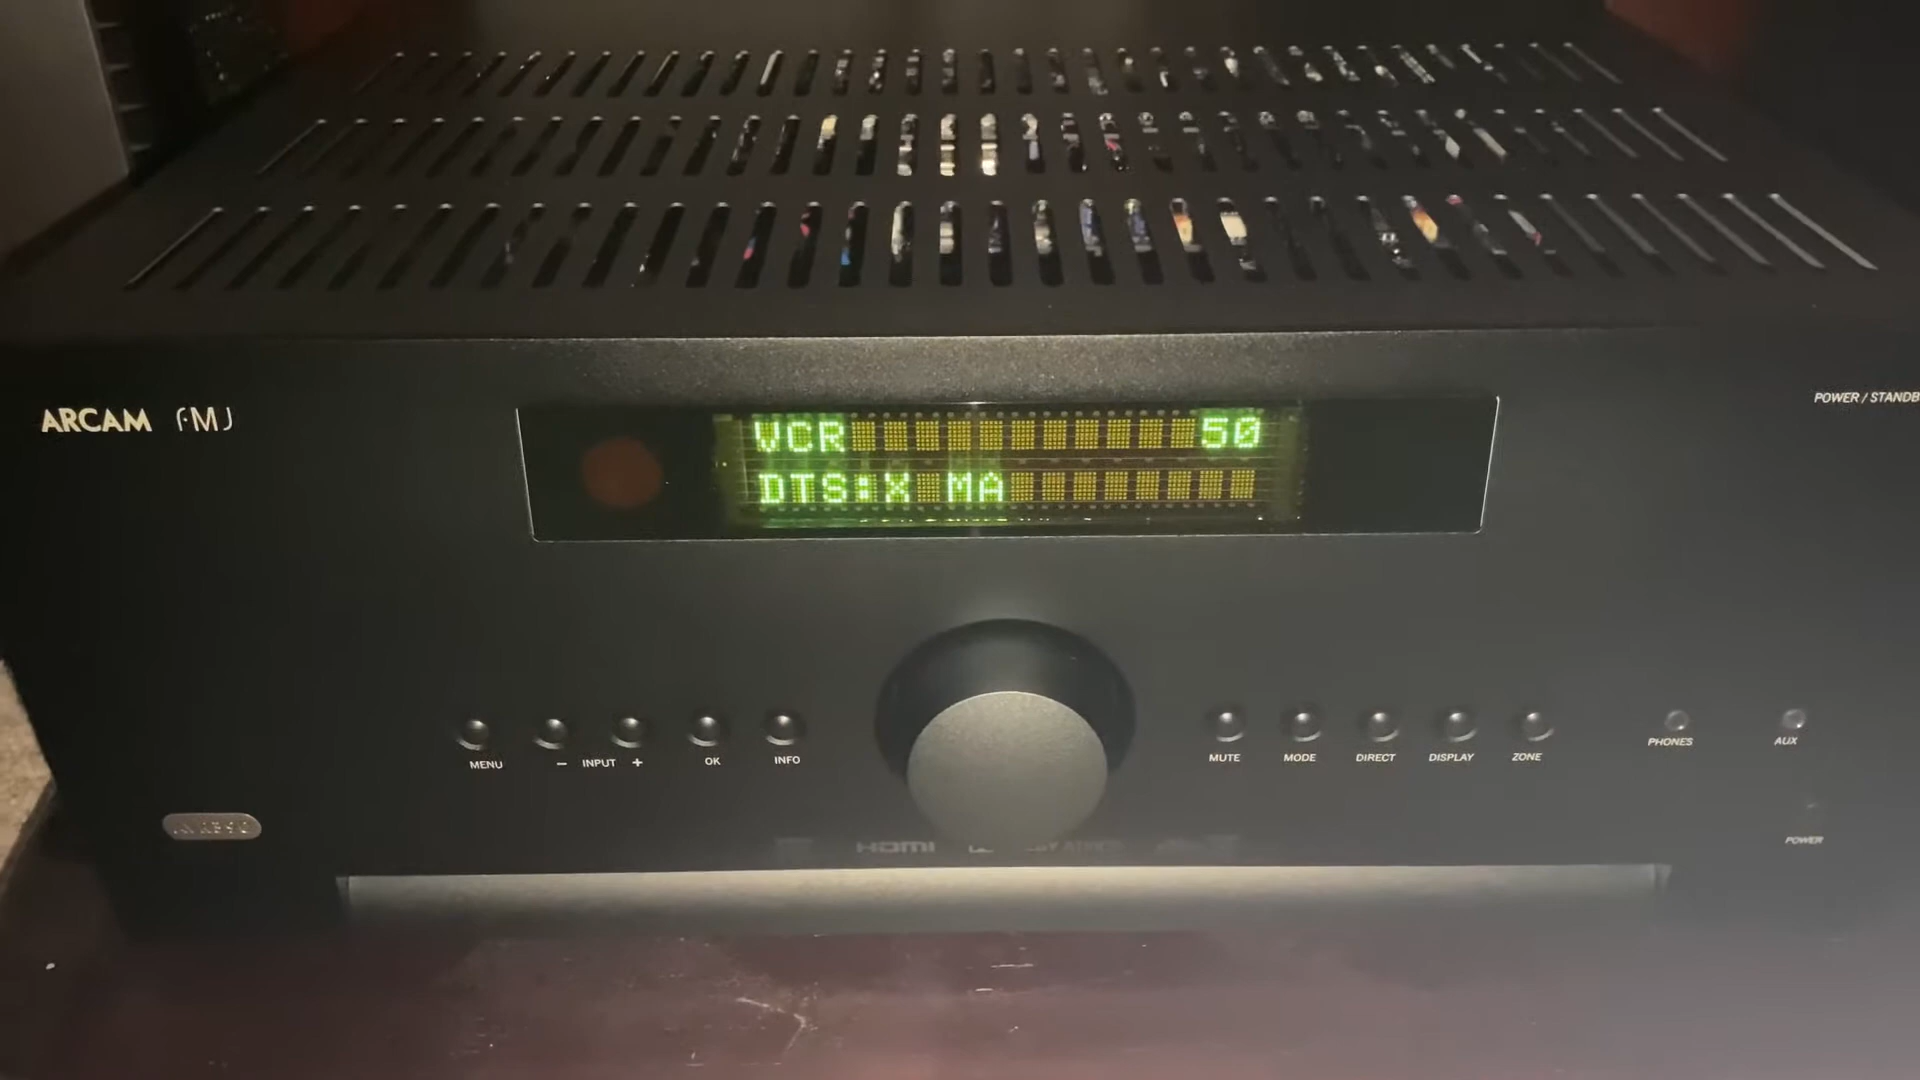 ARCAM FMJ
POWER / STANDB
VCR 50
DTS:X MA
MENU
– INPUT +
OK
INFO
MUTE
MODE
DIRECT
DISPLAY
ZONE
PHONES
AUX
HDMI
POWER